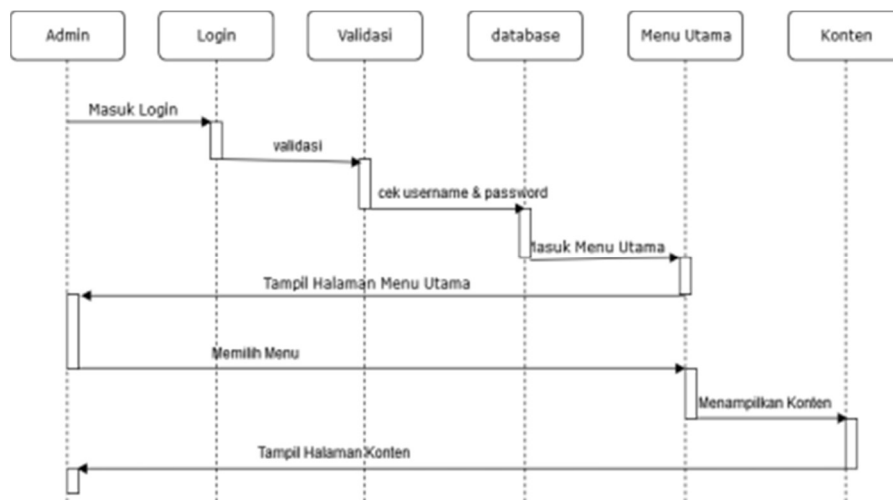 Admin
Login
Validasi
database
Menu Utama
Konten
Masuk Login
validasi
cek username & password
Masuk Menu Utama
Tampil Halaman Menu Utama
Memilih Menu
Menampilkan Konten
Tampil Halaman Konten